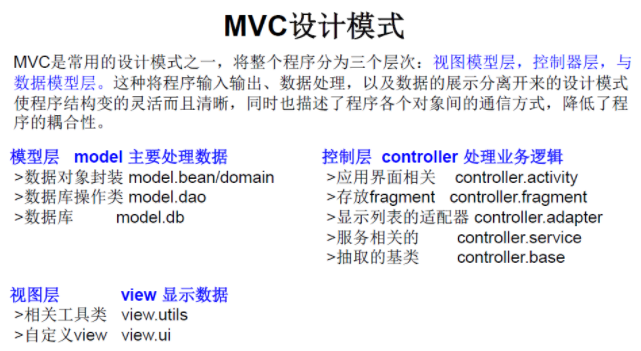 MVC设计模式
MVC是常用的设计模式之一，将整个程序分为三个层次：视图模型层，控制器层，与
数据模型层。这种将程序输入输出、数据处理，以及数据的展示分离开来的设计模式
使程序结构变的灵活而且清晰，同时也描述了程序各个对象间的通信方式，降低了程
序的耦合性。
模型层 model 主要处理数据
>数据对象封装 model.bean/domain
>数据库操作类 model.dao
>数据库 model.db
控制层 controller 处理业务逻辑
>应用界面相关 controller.activity
>存放fragment controller.fragment
>显示列表的适配器 controller.adapter
>服务相关的 controller.service
>抽取的基类 controller.base
视图层 view 显示数据
>相关工具类 view.utils
>自定义view view.ui